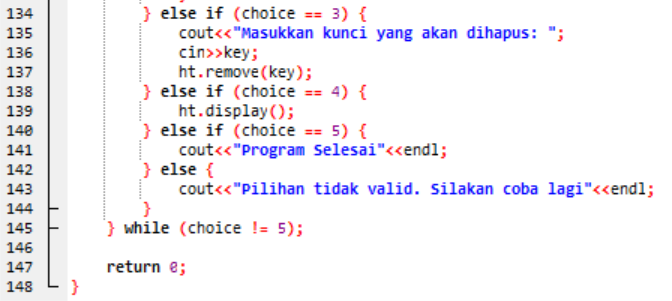 134 } else if (choice == 3) {
135 cout<<"Masukkan kunci yang akan dihapus: ";
136 cin>>key;
137 ht.remove(key);
138 } else if (choice == 4) {
139 ht.display();
140 } else if (choice == 5) {
141 cout<<"Program Selesai"<<endl;
142 } else {
143 cout<<"Pilihan tidak valid. Silakan coba lagi"<<endl;
144 }
145 } while (choice != 5);
146
147 return 0;
148 }